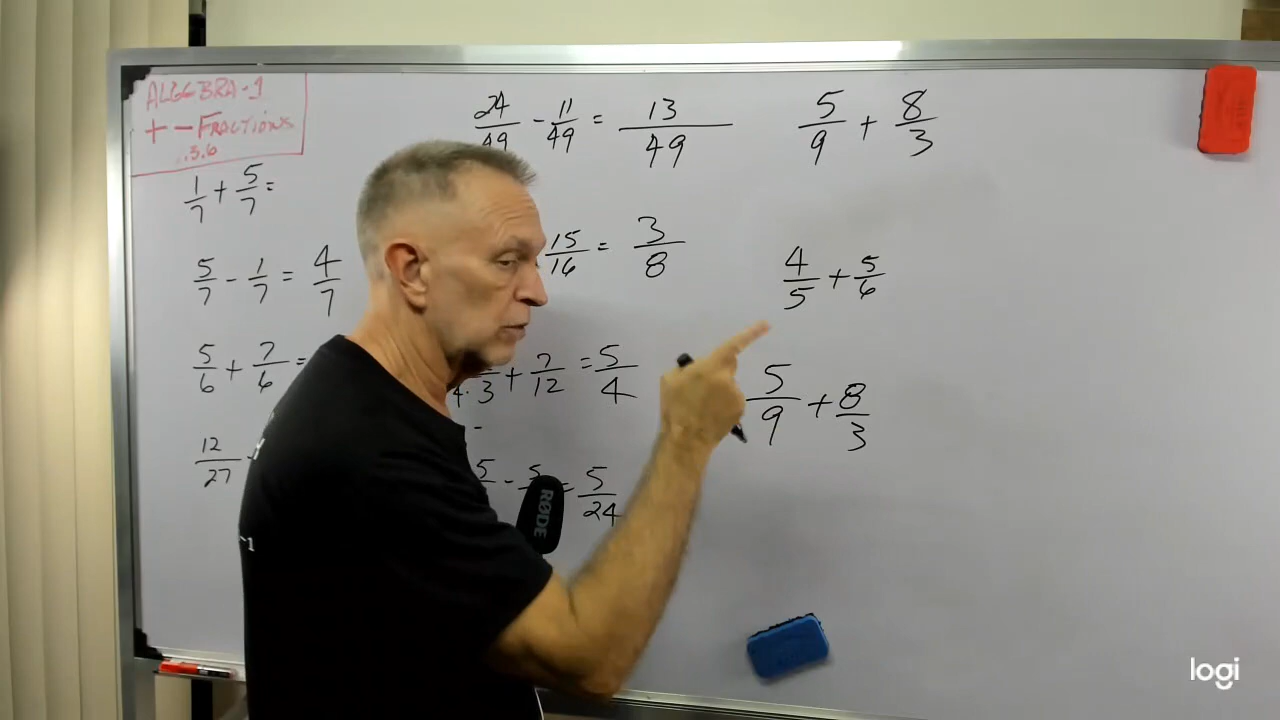 ALGEBRA-1
+ - FRACTIONS
.3.6
1/7 + 5/7 =
5/7 - 1/7 = 4/7
5/6 + 7/6 =
12/27
24/49 - 11/49 = 13/49
15/16 = 3/8
4·3 + 7/12 = 5/4
5 - 5 = 5/24
5/9 + 8/3
4/5 + 5/6
5/9 + 8/3
RØDE
-1
logi